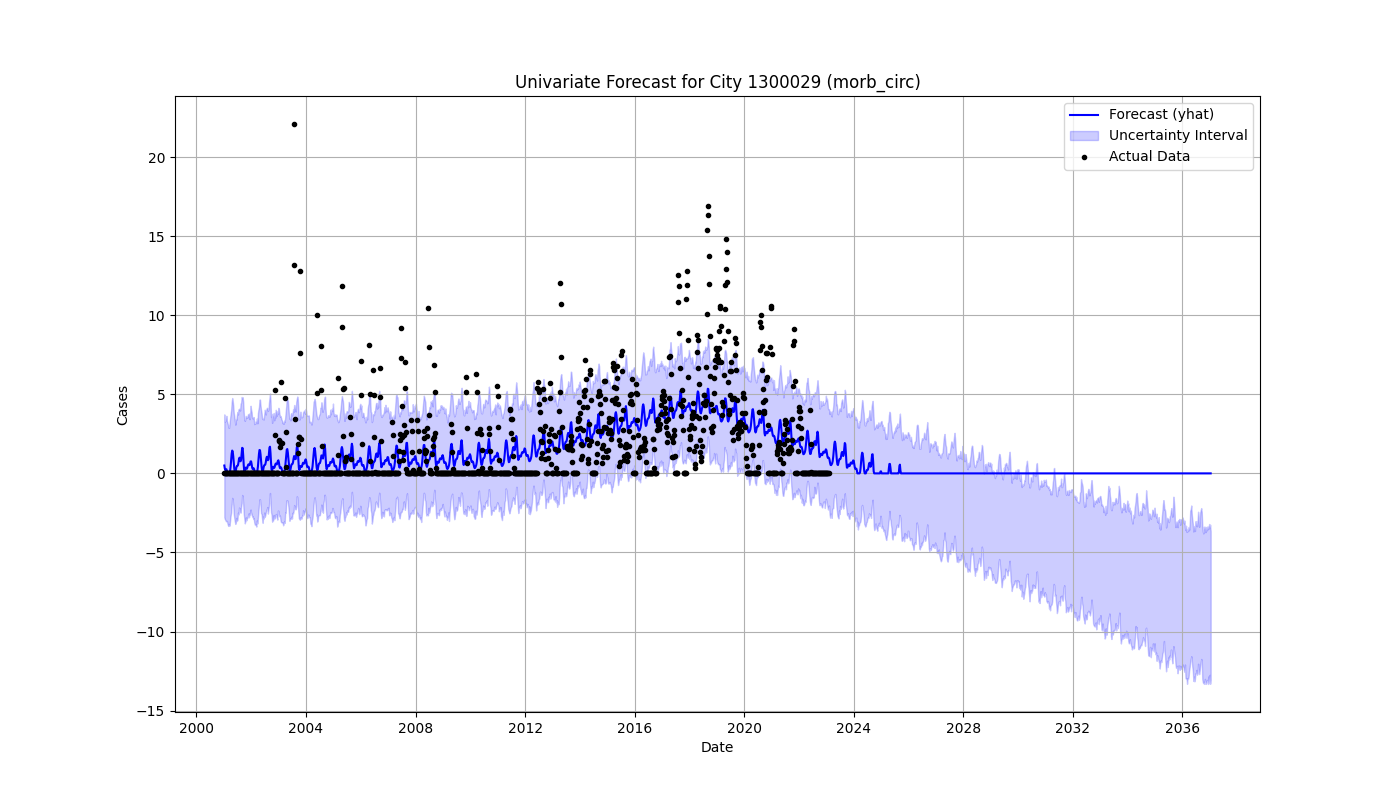 Univariate Forecast for City 1300029 (morb_circ)
Forecast (yhat)
Uncertainty Interval
Actual Data
Cases
20
15
10
5
0
−5
−10
−15
2000 2004 2008 2012 2016 2020 2024 2028 2032 2036
Date